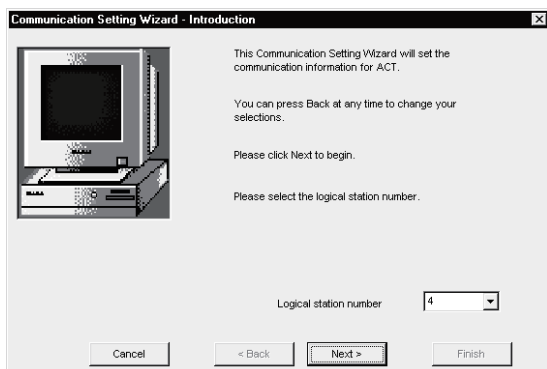 Communication Setting Wizard - Introduction
This Communication Setting Wizard will set the
communication information for ACT.
You can press Back at any time to change your
selections.
Please click Next to begin.
Please select the logical station number.
Logical station number 4
Cancel < Back Next > Finish